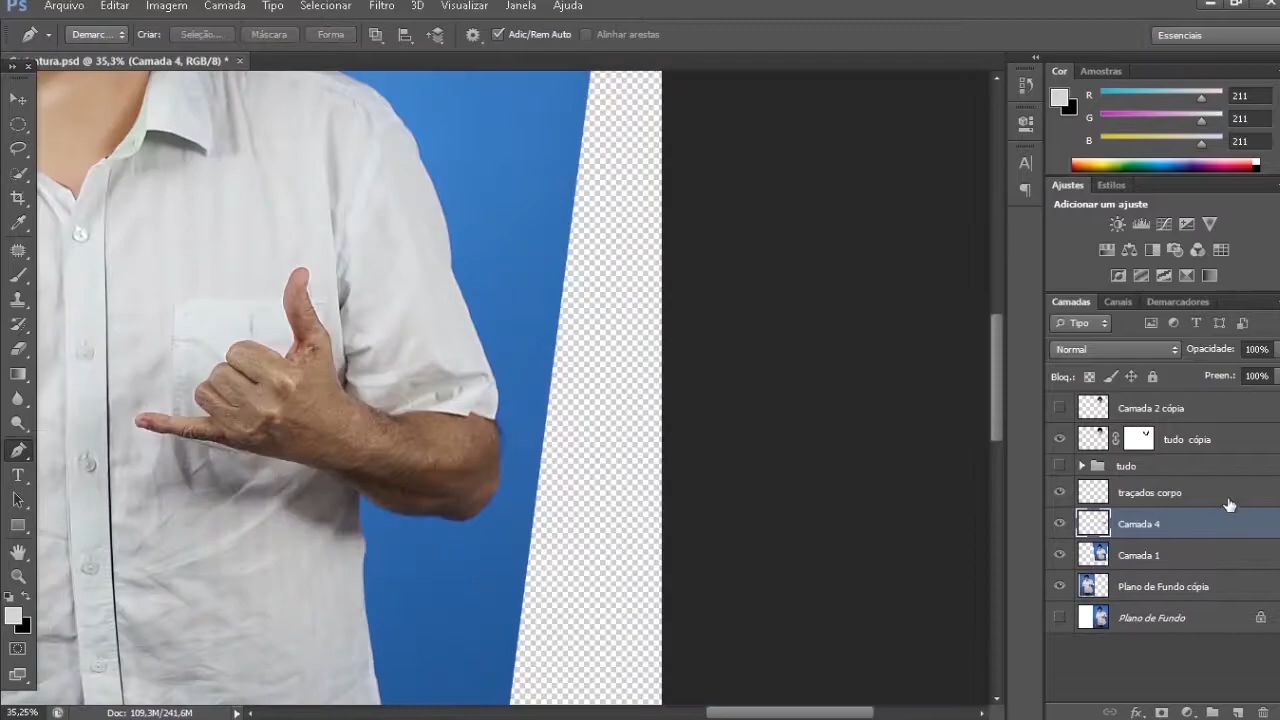 Ps Arquivo Editar Imagem Camada Tipo Selecionar Filtro 3D Visualizar Janela Ajuda
Demarc... Criar: Seleção... Máscara Forma Adic/Rem Auto Alinhar arestas Essenciais
tura.psd @ 35,3% (Camada 4, RGB/8) * ×
Cor Amostras
R 211
G 211
B 211
Ajustes Estilos
Adicionar um ajuste
Camadas Canais Demarcadores
Tipo
Normal Opacidade: 100%
Bloq.: Preen.: 100%
Camada 2 cópia
tudo cópia
tudo
traçados corpo
Camada 4
Camada 1
Plano de Fundo cópia
Plano de Fundo
35,25% Doc: 109,3M/241,6M